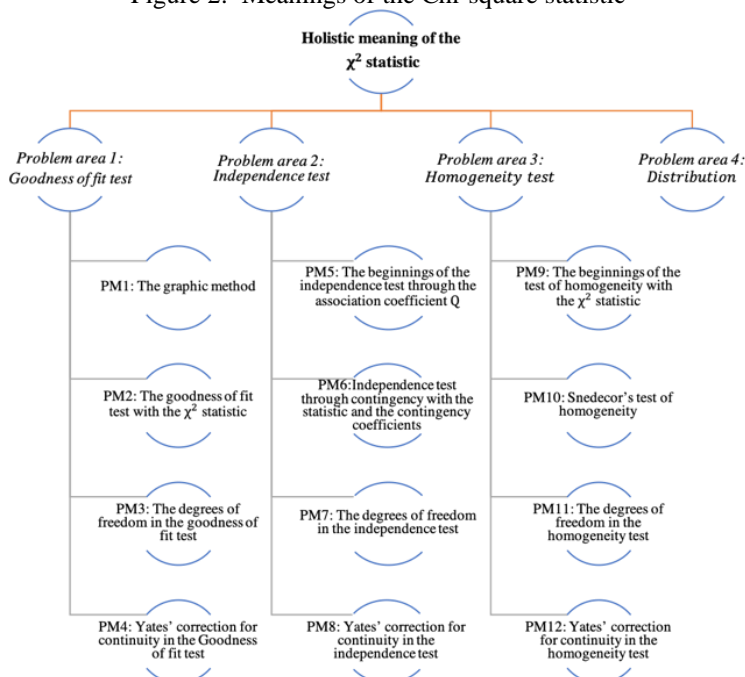 Figure 2: Meanings of the Chi-square statistic
Holistic meaning of the
χ² statistic
Problem area 1:
Goodness of fit test
Problem area 2:
Independence test
Problem area 3:
Homogeneity test
Problem area 4:
Distribution
PM1: The graphic method
PM5: The beginnings of the
independence test through the
association coefficient Q
PM9: The beginnings of the
test of homogeneity with
the χ² statistic
PM2: The goodness of fit
test with the χ² statistic
PM6:Independence test
through contingency with the
statistic and the contingency
coefficients
PM10: Snedecor's test of
homogeneity
PM3: The degrees of
freedom in the goodness of
fit test
PM7: The degrees of freedom
in the independence test
PM11: The degrees of
freedom in the
homogeneity test
PM4: Yates' correction for
continuity in the Goodness
of fit test
PM8: Yates' correction for
continuity in the
independence test
PM12: Yates' correction
for continuity in the
homogeneity test